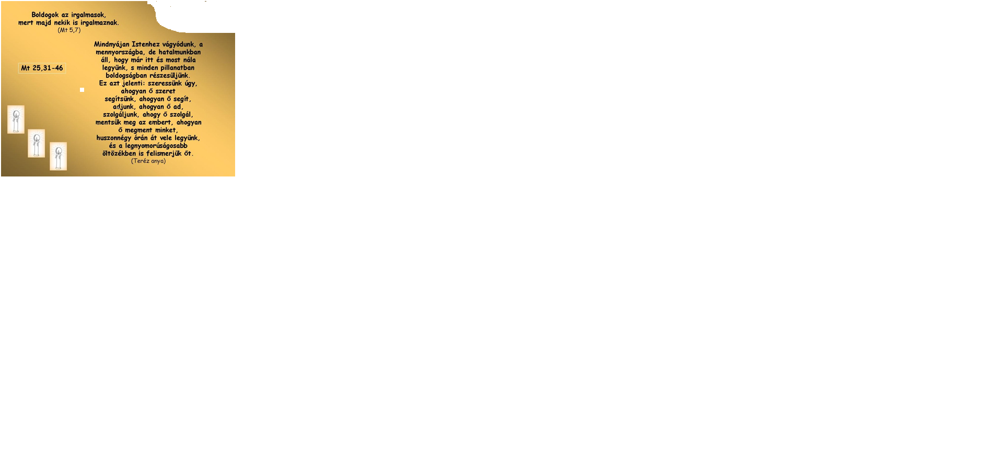 Boldogok az irgalmasok,
mert majd nekik is irgalmaznak.
(Mt 5,7)
Mt 25,31-46
Mindnyájan Istenhez vágyódunk, a
mennyországba, de hatalmunkban
áll, hogy már itt és most nála
legyünk, s minden pillanatban
boldogságban részesüljünk.
Ez azt jelenti: szeressünk úgy,
ahogyan ő szeret
segítsünk, ahogyan ő segít,
adjunk, ahogyan ő ad,
szolgáljunk, ahogy ő szolgál,
mentsük meg az embert, ahogyan
ő megment minket,
huszonnégy órán át vele legyünk,
és a legnyomorúságosabb
öltözékben is felismerjük őt.
(Teréz anya)